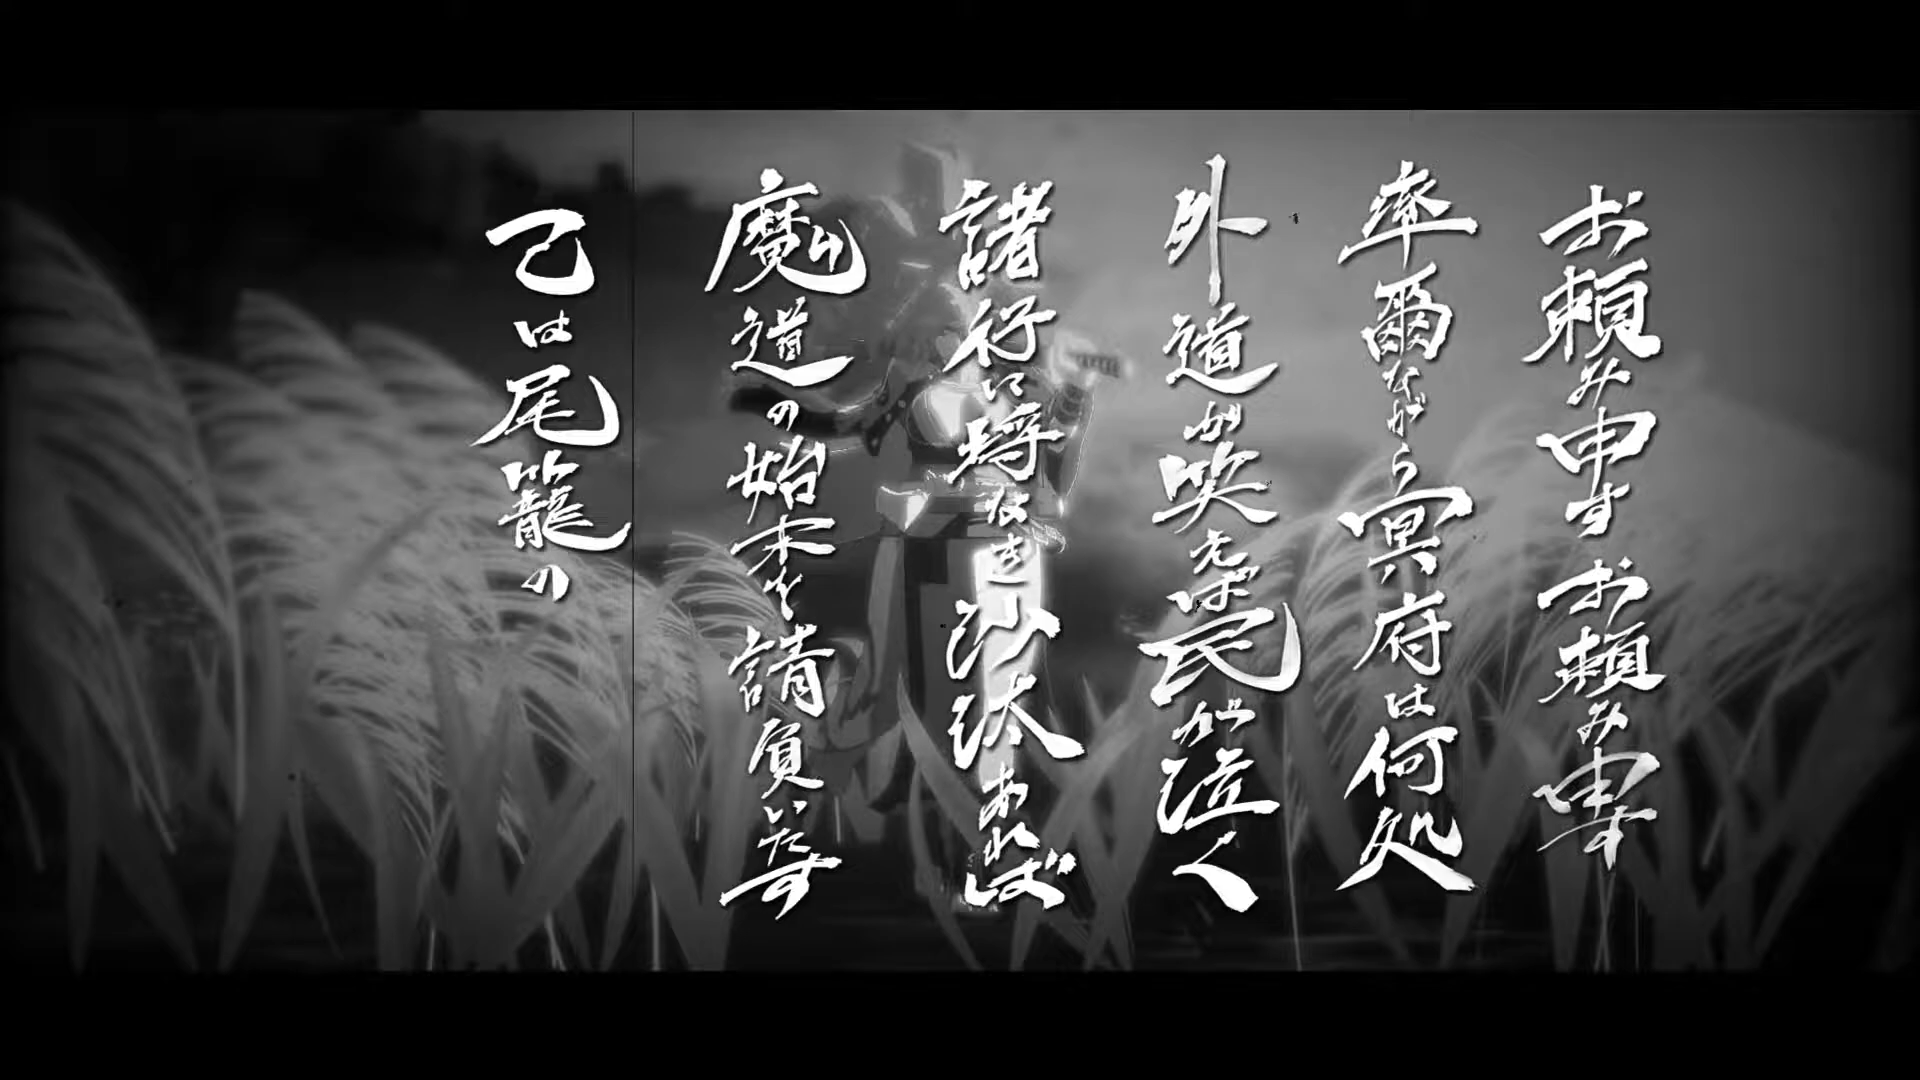 お頼み申すお頼み申す
率爾ながら冥府は何処
外道が笑えば民が泣く
諸行に埒なき沙汰あれば
魔道の始末を請負いたす
己は尾籠の